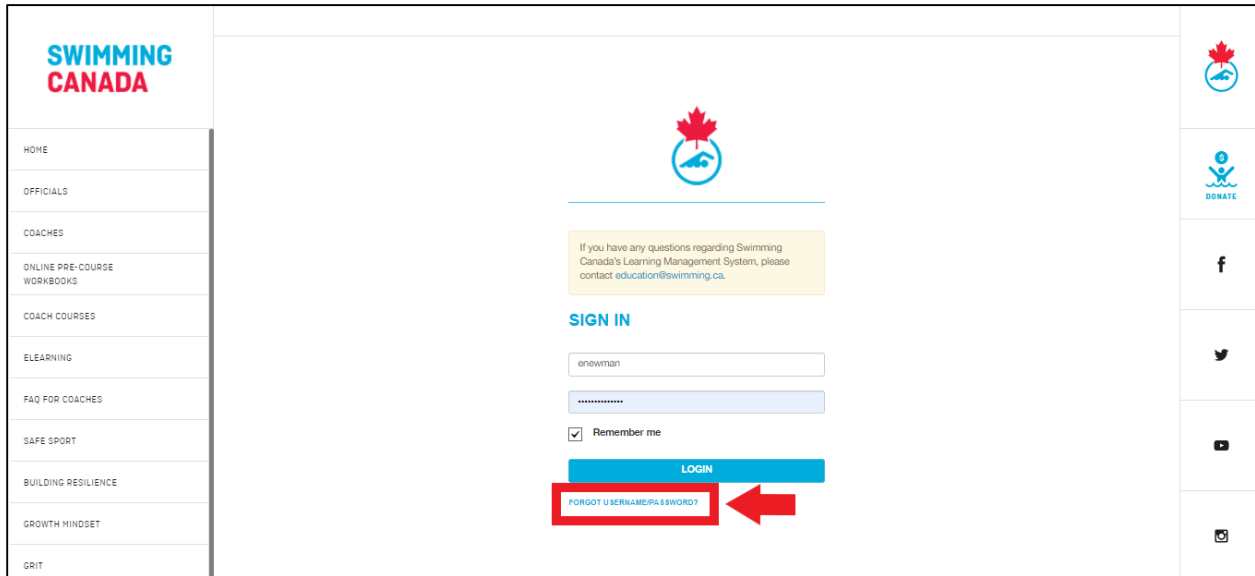 SWIMMING
CANADA
HOME
OFFICIALS
COACHES
ONLINE PRE-COURSE
WORKBOOKS
COACH COURSES
ELEARNING
FAQ FOR COACHES
SAFE SPORT
BUILDING RESILIENCE
GROWTH MINDSET
GRIT
If you have any questions regarding Swimming
Canada's Learning Management System, please
contact education@swimming.ca.
SIGN IN
enewman
••••••••••••••
Remember me
LOGIN
FORGOT USERNAME/PASSWORD?
$
DONATE
f